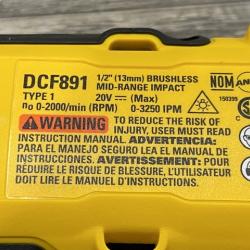 DCF891 1/2" (13mm) BRUSHLESS
MID-RANGE IMPACT
NOM
TYPE 1 20V ⎓ (Max)
no 0-2000/min (RPM) 0-3250 IPM
150399
⚠WARNING TO REDUCE THE RISK OF
INJURY, USER MUST READ
INSTRUCTION MANUAL. ADVERTENCIA:
PARA EL MANEJO SEGURO LEA EL MANUAL DE
INSTRUCCIONES. AVERTISSEMENT: POUR
RÉDUIRE LE RISQUE DE BLESSURE, L'UTILISATEUR
DOIT LIRE LE MANUEL D'INSTRUCTIONS.